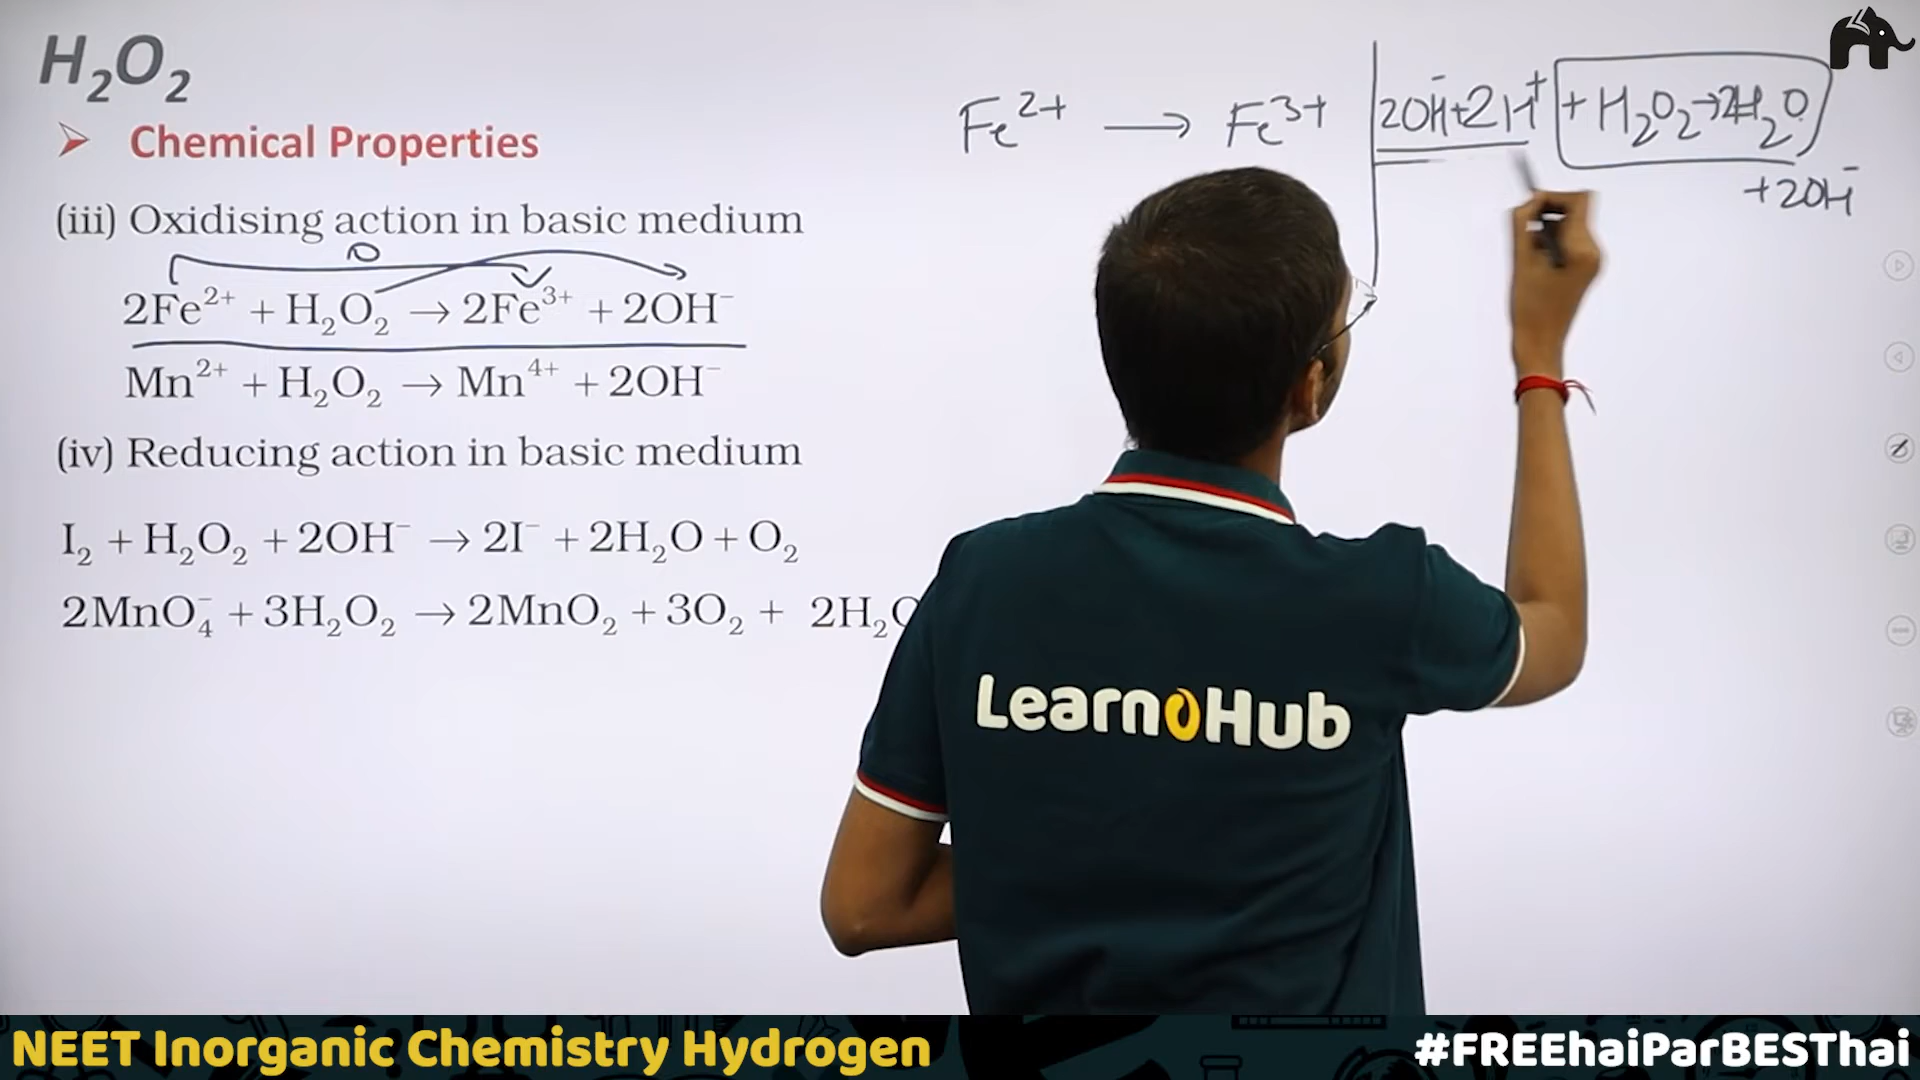 H₂O₂
➢ Chemical Properties
(iii) Oxidising action in basic medium
O
2Fe²⁺ + H₂O₂ → 2Fe³⁺ + 2OH⁻
Mn²⁺ + H₂O₂ → Mn⁴⁺ + 2OH⁻
(iv) Reducing action in basic medium
I₂ + H₂O₂ + 2OH⁻ → 2I⁻ + 2H₂O + O₂
2MnO₄⁻ + 3H₂O₂ → 2MnO₂ + 3O₂ + 2H₂O
Fe²⁺ → Fe³⁺
2OH⁻ + 2H⁺ + H₂O₂ → 2H₂O
+ 2OH⁻
LearnoHub
NEET Inorganic Chemistry Hydrogen
#FREEhaiParBESThai